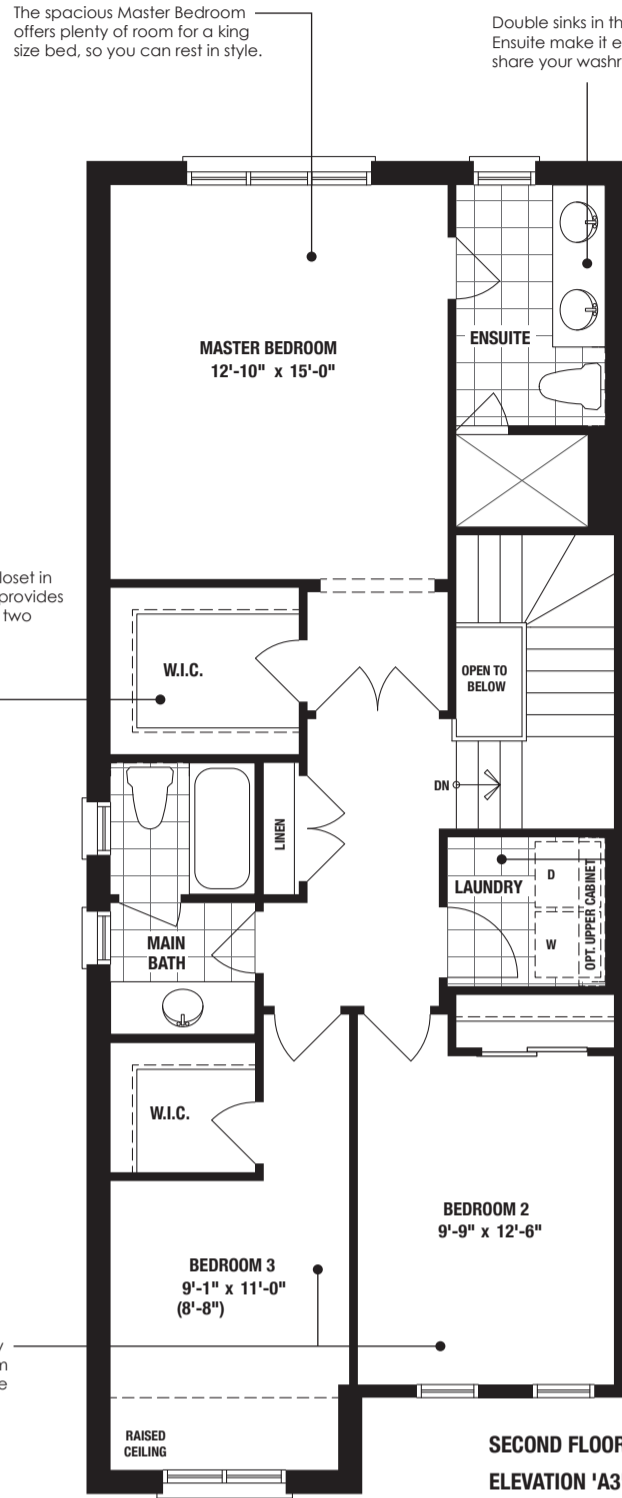 The spacious Master Bedroom
offers plenty of room for a king
size bed, so you can rest in style.
Double sinks in th
Ensuite make it e
share your washr
MASTER BEDROOM
12'-10" x 15'-0"
ENSUITE
loset in
provides
two
W.I.C.
OPEN TO
BELOW
DN
LINEN
LAUNDRY
D
W
OPT. UPPER CABINET
MAIN
BATH
W.I.C.
BEDROOM 2
9'-9" x 12'-6"
BEDROOM 3
9'-1" x 11'-0"
(8'-8")
y
m
e
RAISED
CEILING
SECOND FLOOR
ELEVATION 'A3